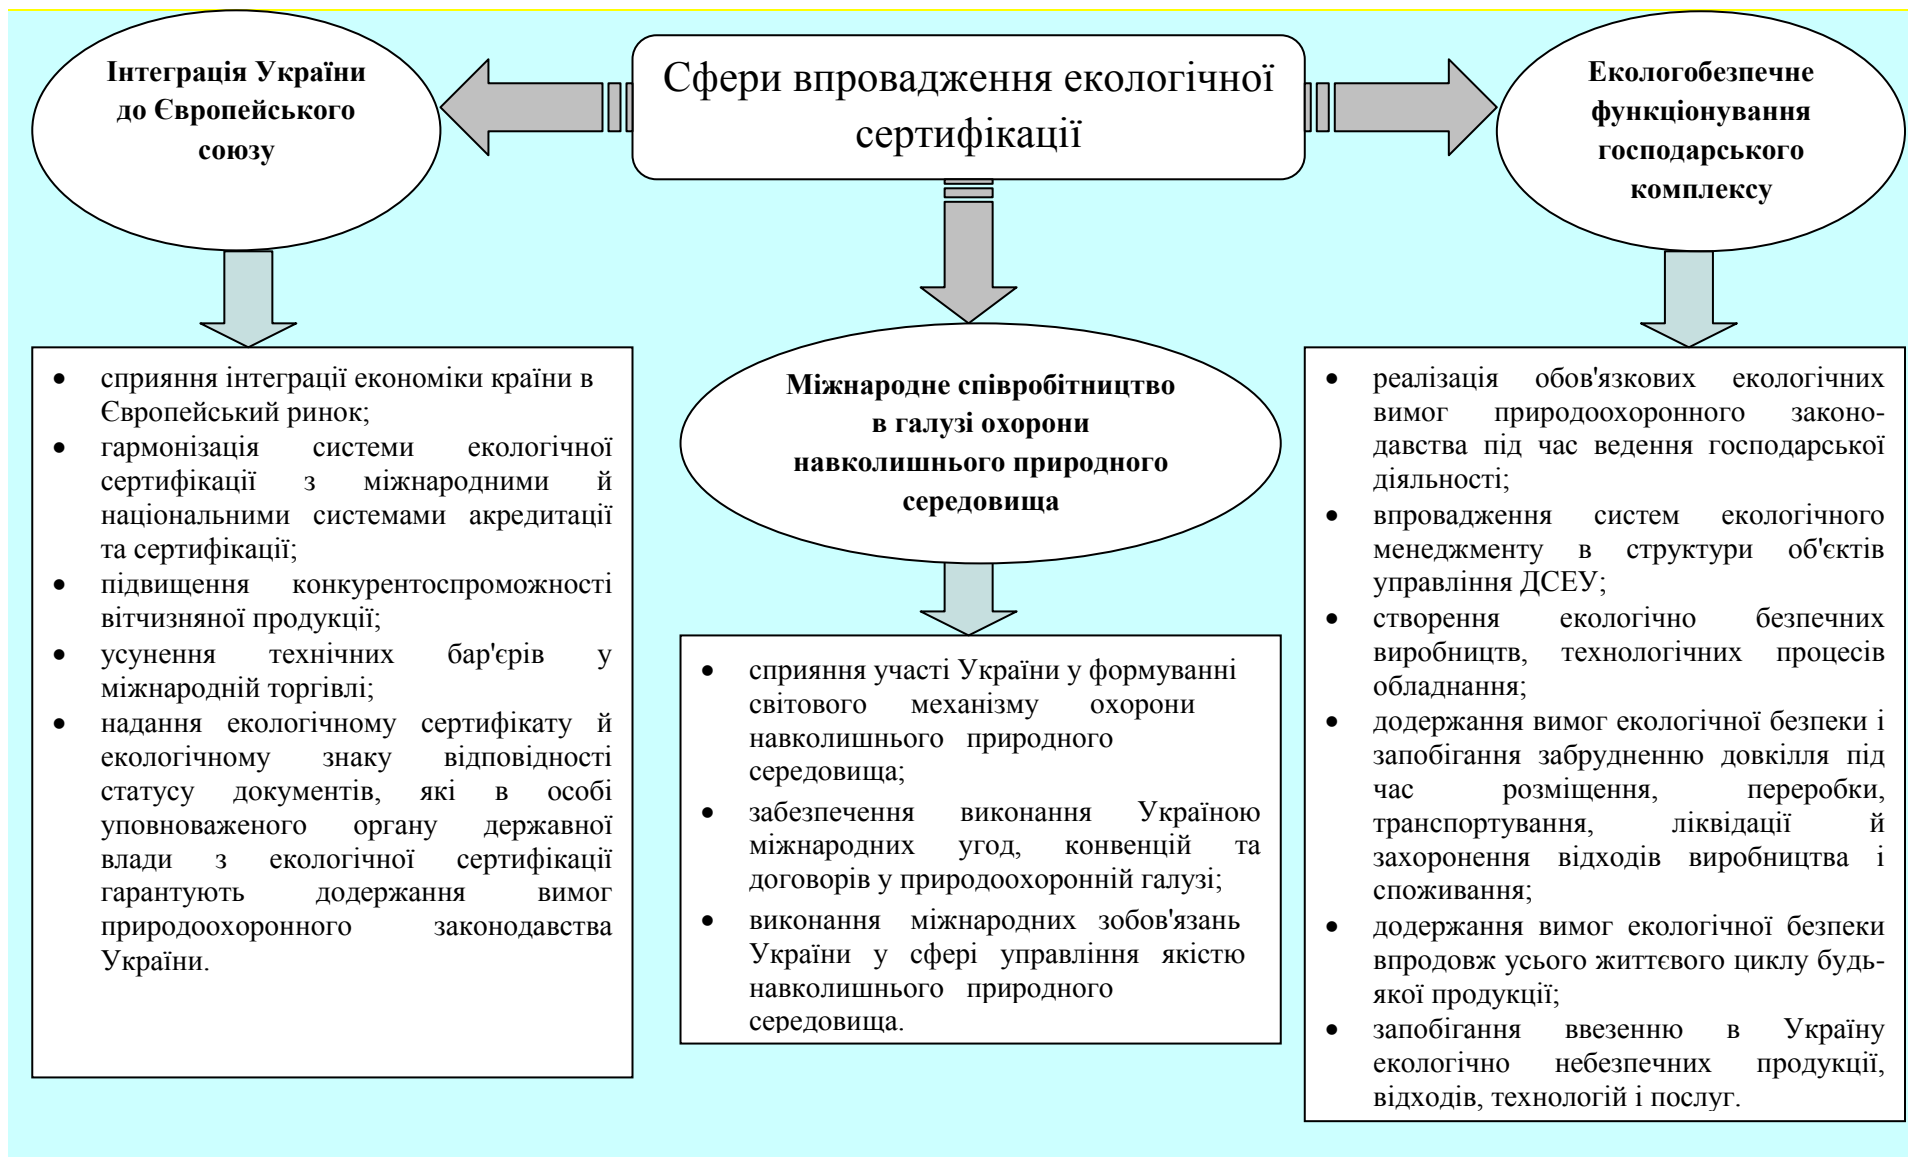 Сфери впровадження екологічної
сертифікації
Інтеграція України
до Європейського
союзу
сприяння інтеграції економіки країни в
Європейський ринок;
гармонізація системи екологічної
сертифікації з міжнародними й
національними системами акредитації
та сертифікації;
підвищення конкурентоспроможності
вітчизняної продукції;
усунення технічних бар'єрів у
міжнародній торгівлі;
надання екологічному сертифікату й
екологічному знаку відповідності
статусу документів, які в особі
уповноваженого органу державної
влади з екологічної сертифікації
гарантують додержання вимог
природоохоронного законодавства
України.
Міжнародне співробітництво
в галузі охорони
навколишнього природного
середовища
сприяння участі України у формуванні
світового механізму охорони
навколишнього природного
середовища;
забезпечення виконання Україною
міжнародних угод, конвенцій та
договорів у природоохоронній галузі;
виконання міжнародних зобов'язань
України у сфері управління якістю
навколишнього природного
середовища.
Екологобезпечне
функціонування
господарського
комплексу
реалізація обов'язкових екологічних
вимог природоохоронного законо-
давства під час ведення господарської
діяльності;
впровадження систем екологічного
менеджменту в структури об'єктів
управління ДСЕУ;
створення екологічно безпечних
виробництв, технологічних процесів
обладнання;
додержання вимог екологічної безпеки і
запобігання забрудненню довкілля під
час розміщення, переробки,
транспортування, ліквідації й
захоронення відходів виробництва і
споживання;
додержання вимог екологічної безпеки
впродовж усього життєвого циклу будь-
якої продукції;
запобігання ввезенню в Україну
екологічно небезпечних продукції,
відходів, технологій і послуг.